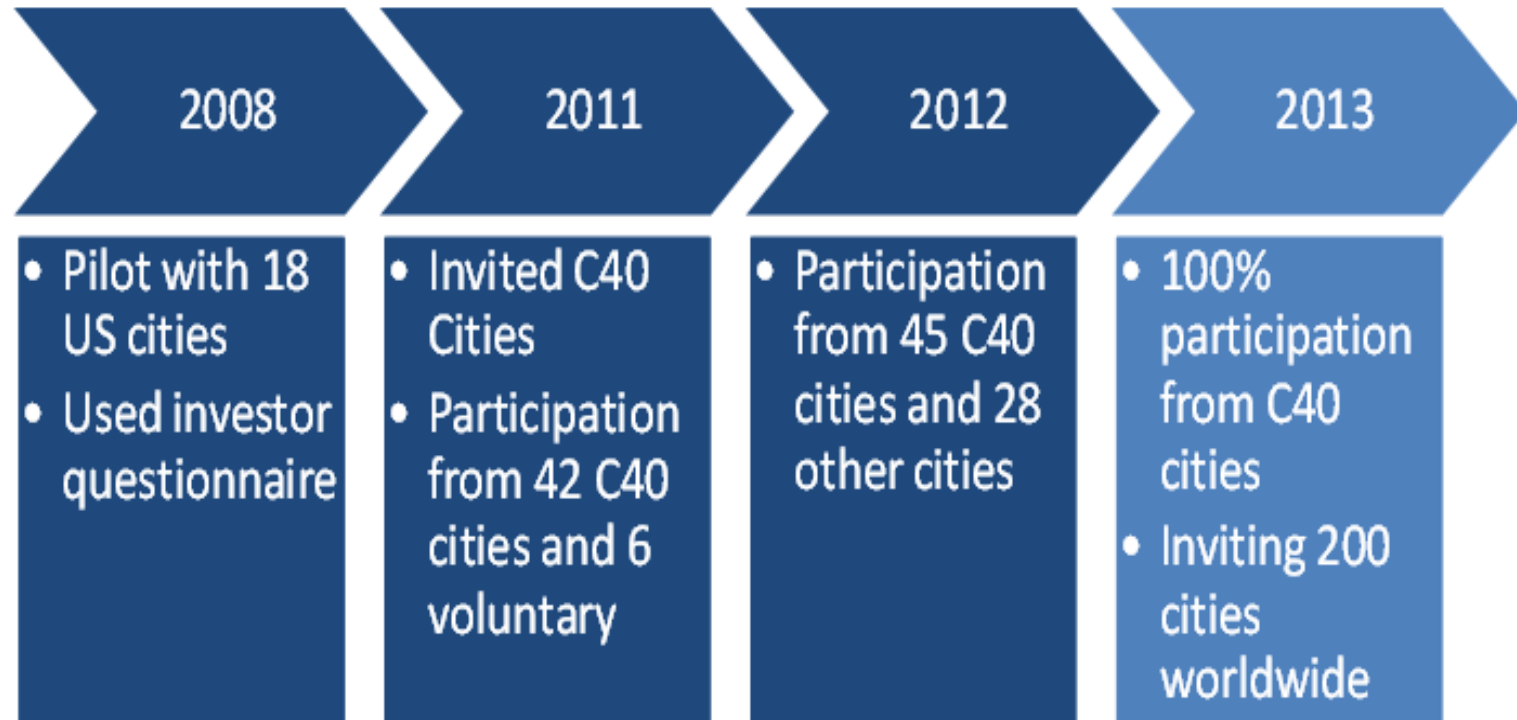 2008
• Pilot with 18
US cities
• Used investor
questionnaire
2011
• Invited C40
Cities
• Participation
from 42 C40
cities and 6
voluntary
2012
• Participation
from 45 C40
cities and 28
other cities
2013
• 100%
participation
from C40
cities
• Inviting 200
cities
worldwide